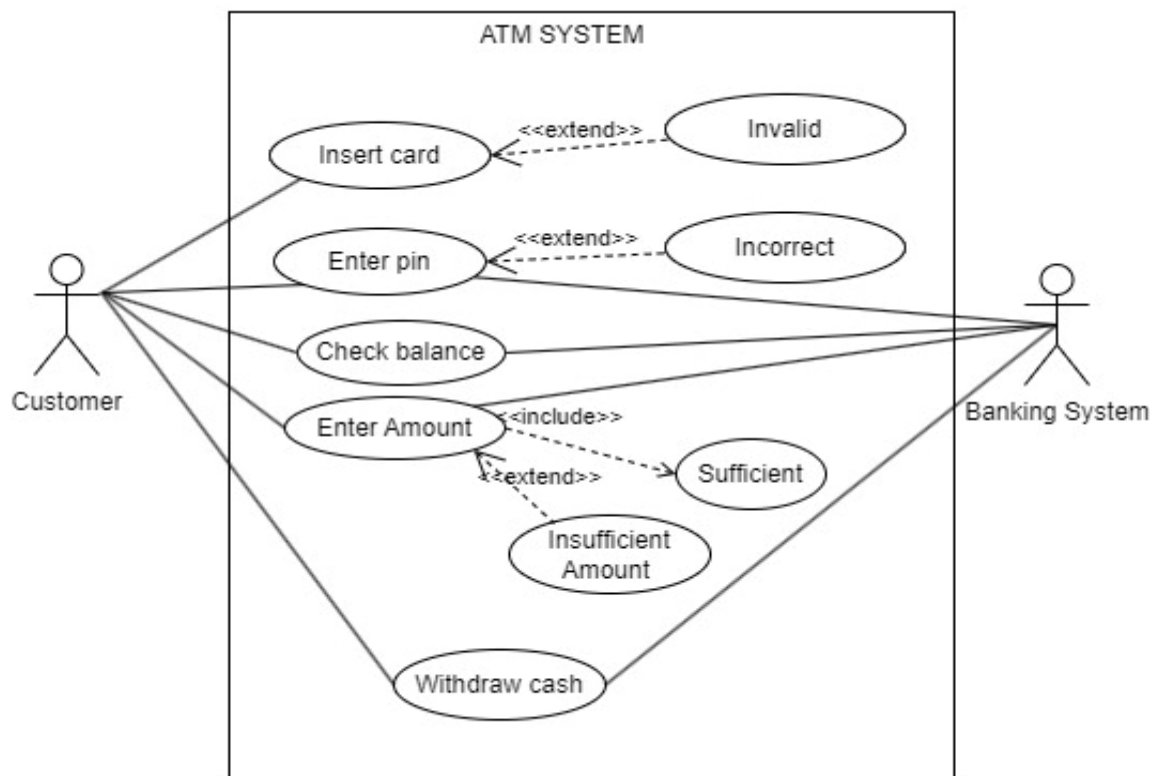 ATM SYSTEM
Insert card
<<extend>>
Invalid
Enter pin
<<extend>>
Incorrect
Check balance
Customer
Enter Amount
<<include>>
Banking System
<<extend>>
Sufficient
Insufficient
Amount
Withdraw cash